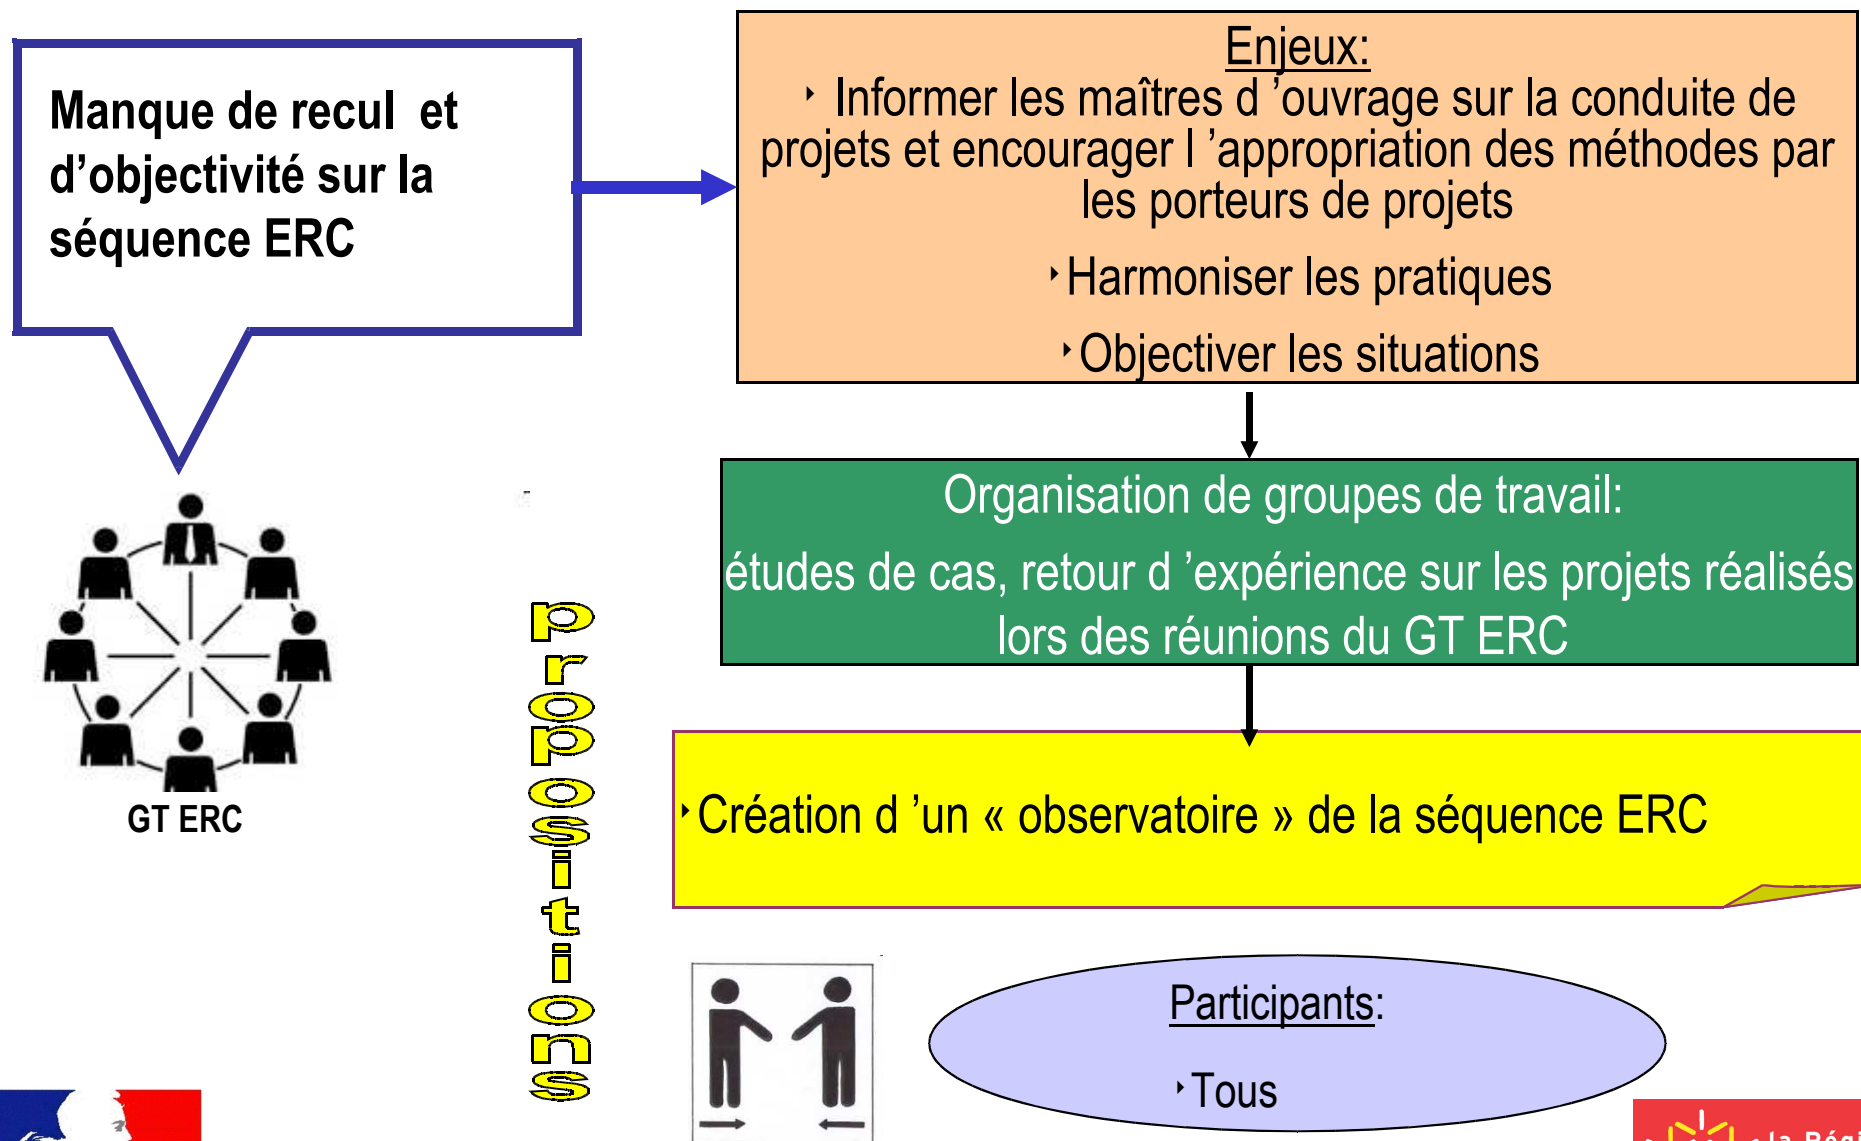 Manque de recul et
d’objectivité sur la
séquence ERC
GT ERC
propositions
Enjeux:
‣ Informer les maîtres d ’ouvrage sur la conduite de
projets et encourager l ’appropriation des méthodes par
les porteurs de projets
‣Harmoniser les pratiques
‣Objectiver les situations
Organisation de groupes de travail:
études de cas, retour d ’expérience sur les projets réalisés
lors des réunions du GT ERC
‣Création d ’un « observatoire » de la séquence ERC
Participants:
‣Tous